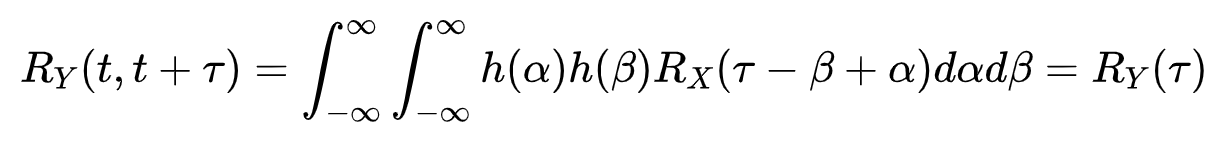 R_Y(t, t + τ) = ∫_{-∞}^{∞} ∫_{-∞}^{∞} h(α)h(β)R_X(τ − β + α)dαdβ = R_Y(τ)